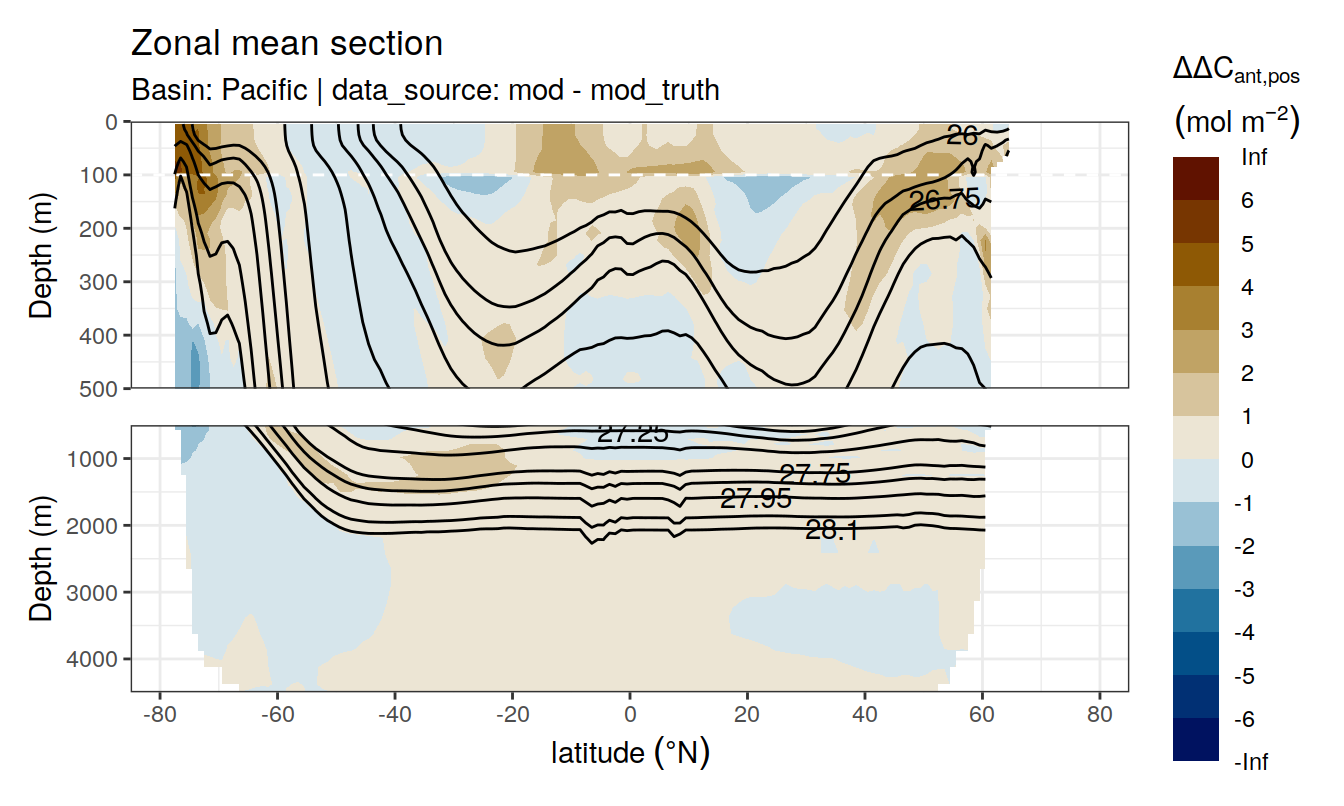 Zonal mean section
Basin: Pacific | data_source: mod - mod_truth
ΔΔC_ant,pos
(mol m⁻²)
Inf
6
5
4
3
2
1
0
-1
-2
-3
-4
-5
-6
-Inf
Depth (m)
0
100
200
300
400
500
26
26.75
Depth (m)
1000
2000
3000
4000
27.25
27.75
27.95
28.1
-80 -60 -40 -20 0 20 40 60 80
latitude (°N)